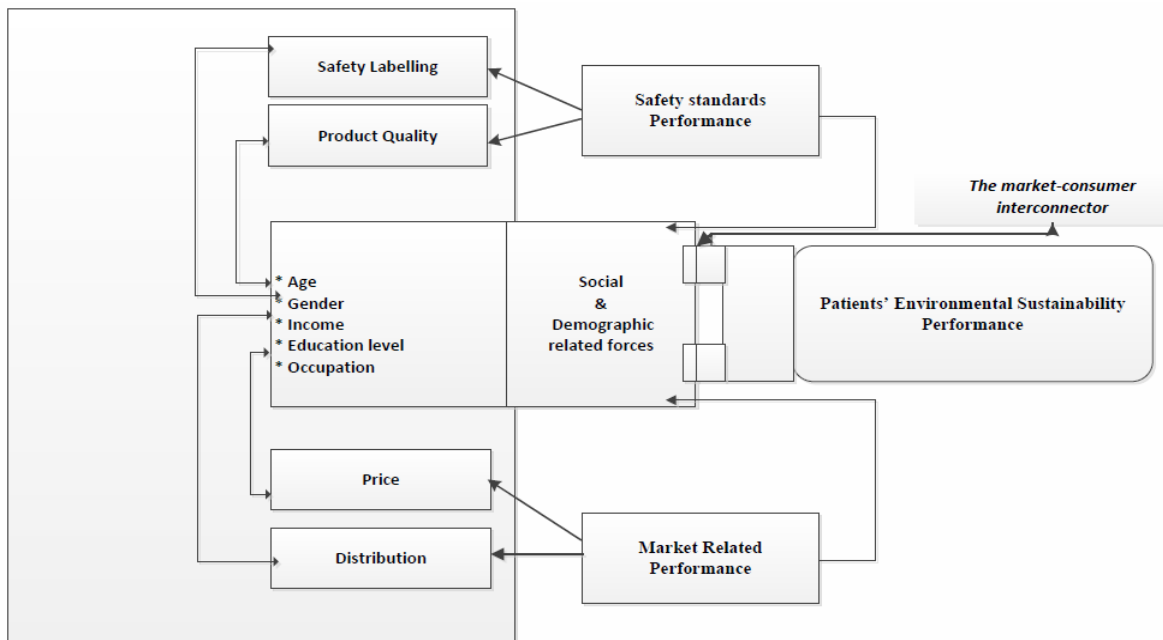 Safety Labelling
Safety standards
Performance
Product Quality
The market-consumer
interconnector
* Age
* Gender
* Income
* Education level
* Occupation
Social
&
Demographic
related forces
Patients’ Environmental Sustainability
Performance
Price
Distribution
Market Related
Performance